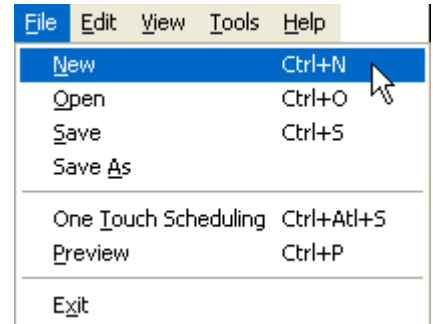 File Edit View Tools Help
New Ctrl+N
Open Ctrl+O
Save Ctrl+S
Save As
One Touch Scheduling Ctrl+Atl+S
Preview Ctrl+P
Exit